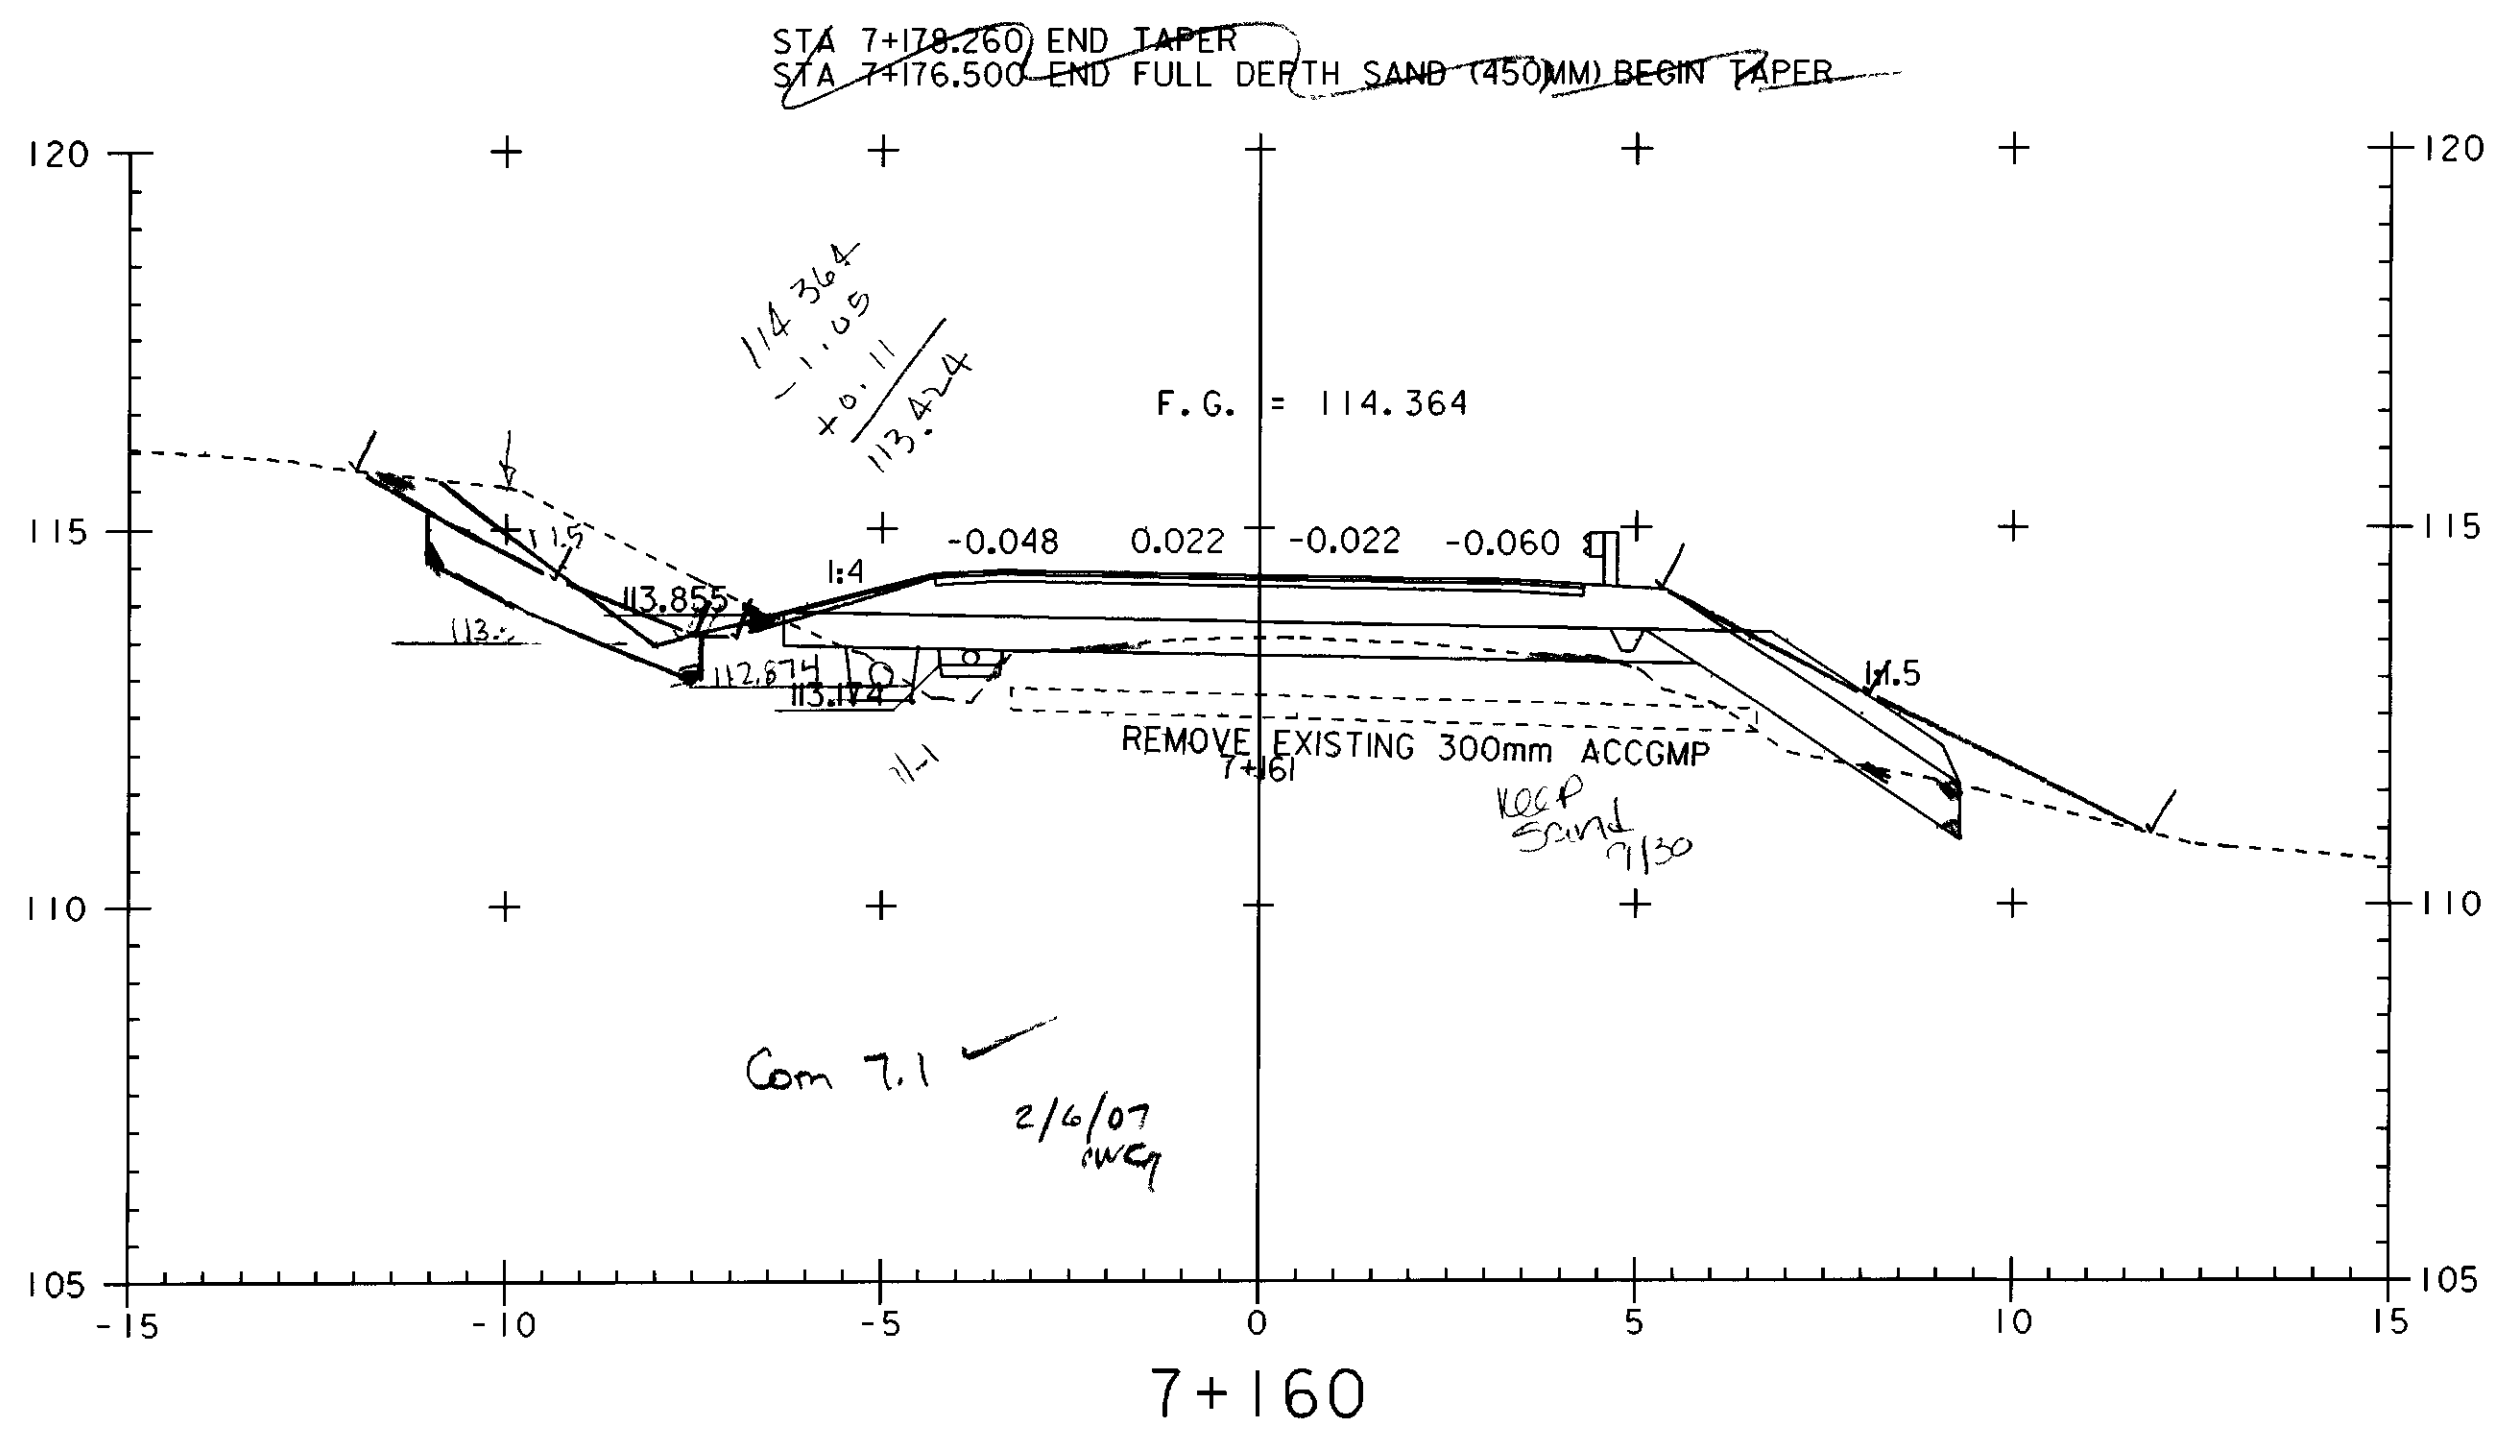 STA 7+178.260 END TAPER
STA 7+176.500 END FULL DEPTH SAND (450MM) BEGIN TAPER
120 120
114 364
- 1.05
+0.11
113.424
F.G. = 114.364
115 115
1:1.5
-0.048 0.022 -0.022 -0.060
1:4
113.855
113.
112.874
113.174
1:1.5
REMOVE EXISTING 300mm ACCGMP
7+161
KEEP
Sand
7/30
110 110
Com 7.1
2/6/07
105 105
-15 -10 -5 0 5 10 15
7+160